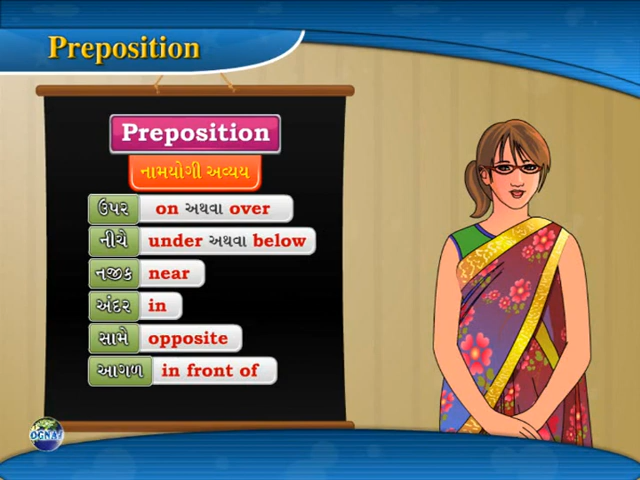 Preposition
Preposition
નામયોગી અવ્યય
ઉપર on અથવા over
નીચે under અથવા below
નજીક near
અંદર in
સામે opposite
આગળ in front of